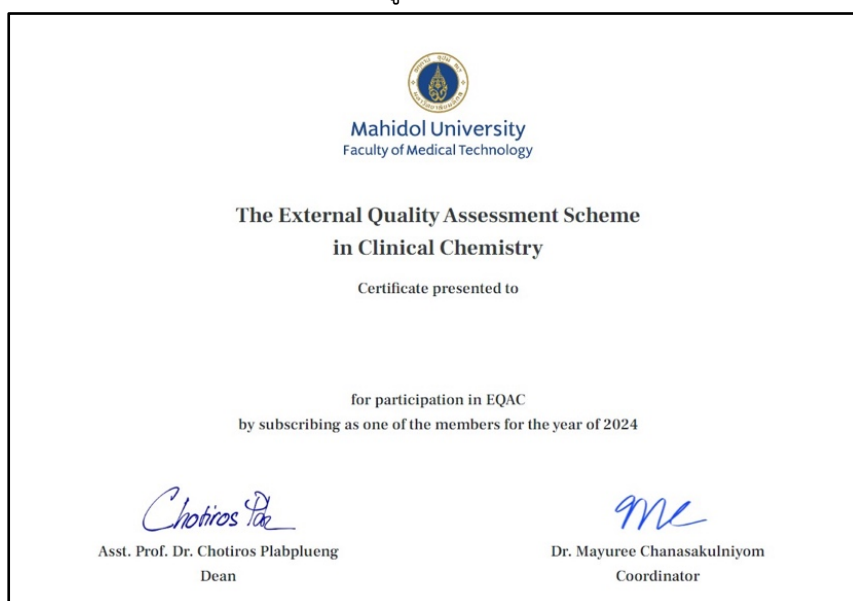 Mahidol University
Faculty of Medical Technology
The External Quality Assessment Scheme
in Clinical Chemistry
Certificate presented to
for participation in EQAC
by subscribing as one of the members for the year of 2024
Chotiros
Asst. Prof. Dr. Chotiros Plabplueng
Dean
Dr. Mayuree Chanasakulniyom
Coordinator